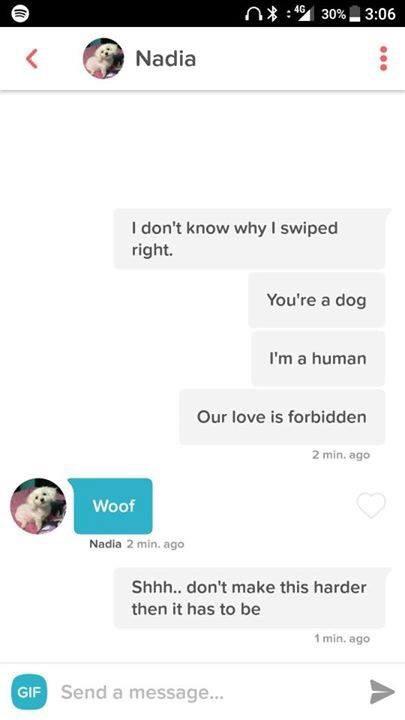 4G 30% 3:06
Nadia
I don't know why I swiped
right.
You're a dog
I'm a human
Our love is forbidden
2 min. ago
Woof
Nadia 2 min. ago
Shhh.. don't make this harder
then it has to be
1 min. ago
GIF Send a message...